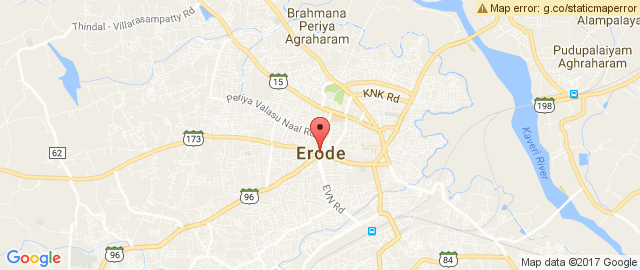 Map error: g.co/staticmaperror
Thindal - Villarasampatty Rd
Brahmana
Periya
Agraharam
Alampalaya
Pudupalaiyam
Aghraharam
15
KNK Rd
198
Periya Valasu Naal R
173
Kaveri River
62
Erode
96
EVN Rd
96
84
Google
Map data ©2017 Google